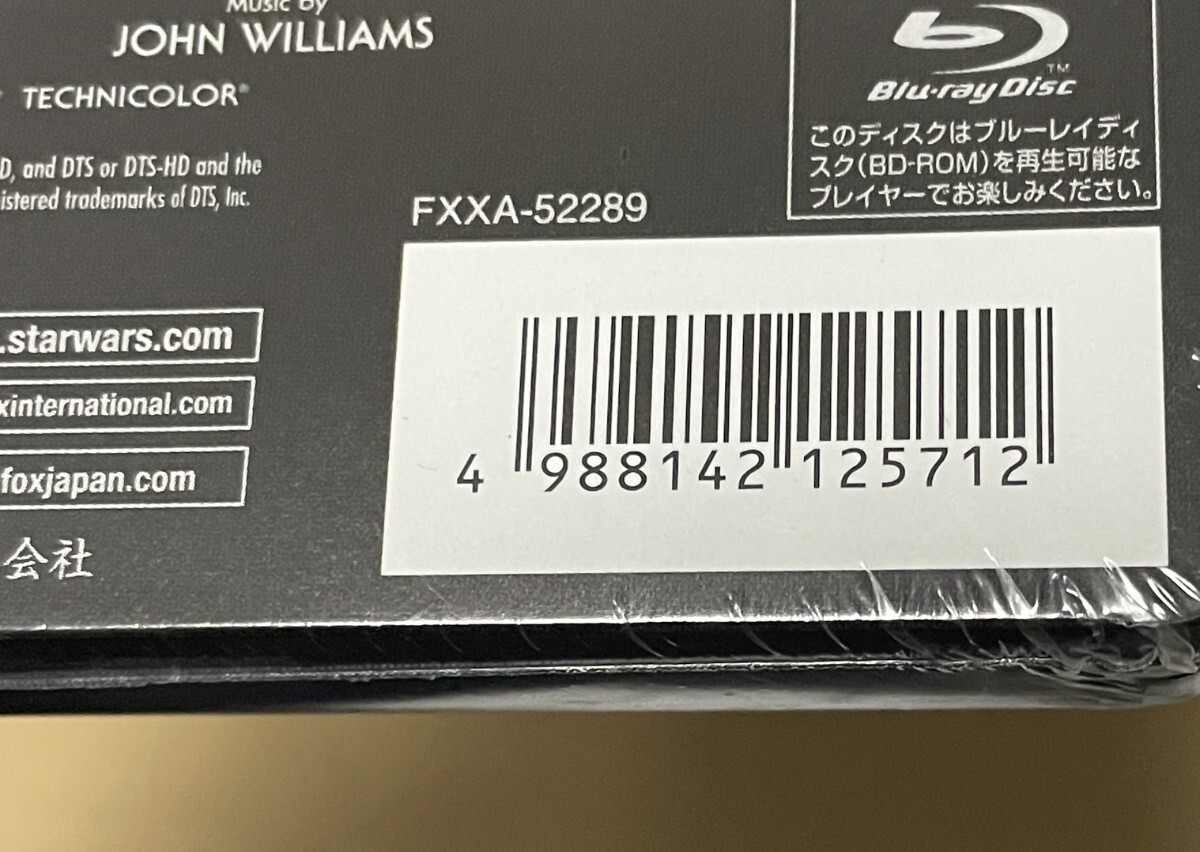 Music by
JOHN WILLIAMS
TECHNICOLOR®
D, and DTS or DTS-HD and the
istered trademarks of DTS, Inc.
Blu-ray Disc™
このディスクはブルーレイディ
スク(BD-ROM)を再生可能な
プレイヤーでお楽しみください。
FXXA-52289
.starwars.com
xinternational.com
foxjapan.com
会社
4 988142 125712